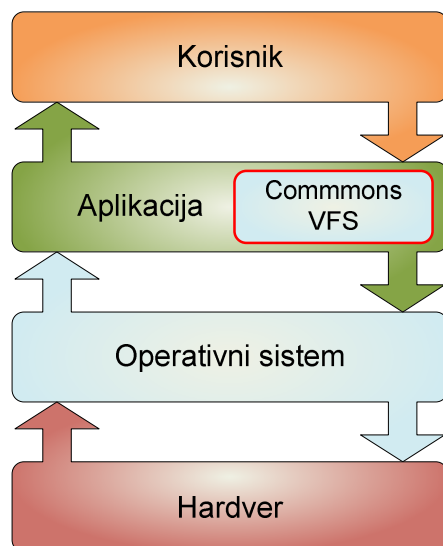 Korisnik
Aplikacija
Commmons
VFS
Operativni sistem
Hardver